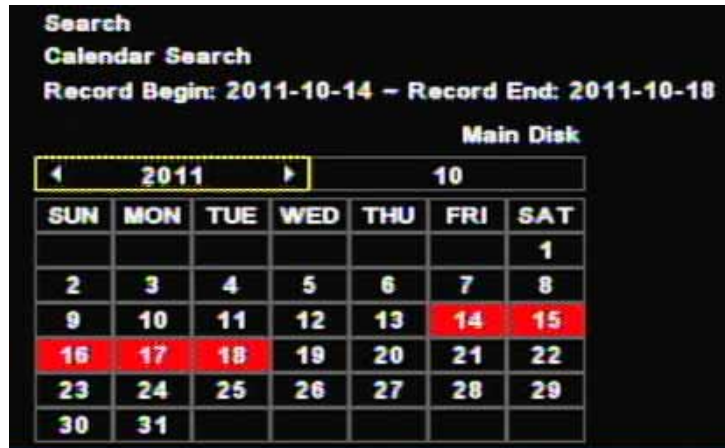 Search
Calendar Search
Record Begin: 2011-10-14 ~ Record End: 2011-10-18
Main Disk
2011 10
SUN MON TUE WED THU FRI SAT
1
2 3 4 5 6 7 8
9 10 11 12 13 14 15
16 17 18 19 20 21 22
23 24 25 26 27 28 29
30 31